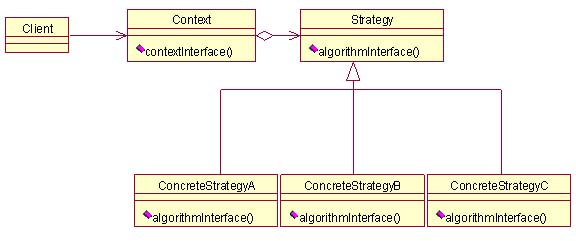 Client
Context
contextInterface()
Strategy
algorithmInterface()
ConcreteStrategyA
algorithmInterface()
ConcreteStrategyB
algorithmInterface()
ConcreteStrategyC
algorithmInterface()